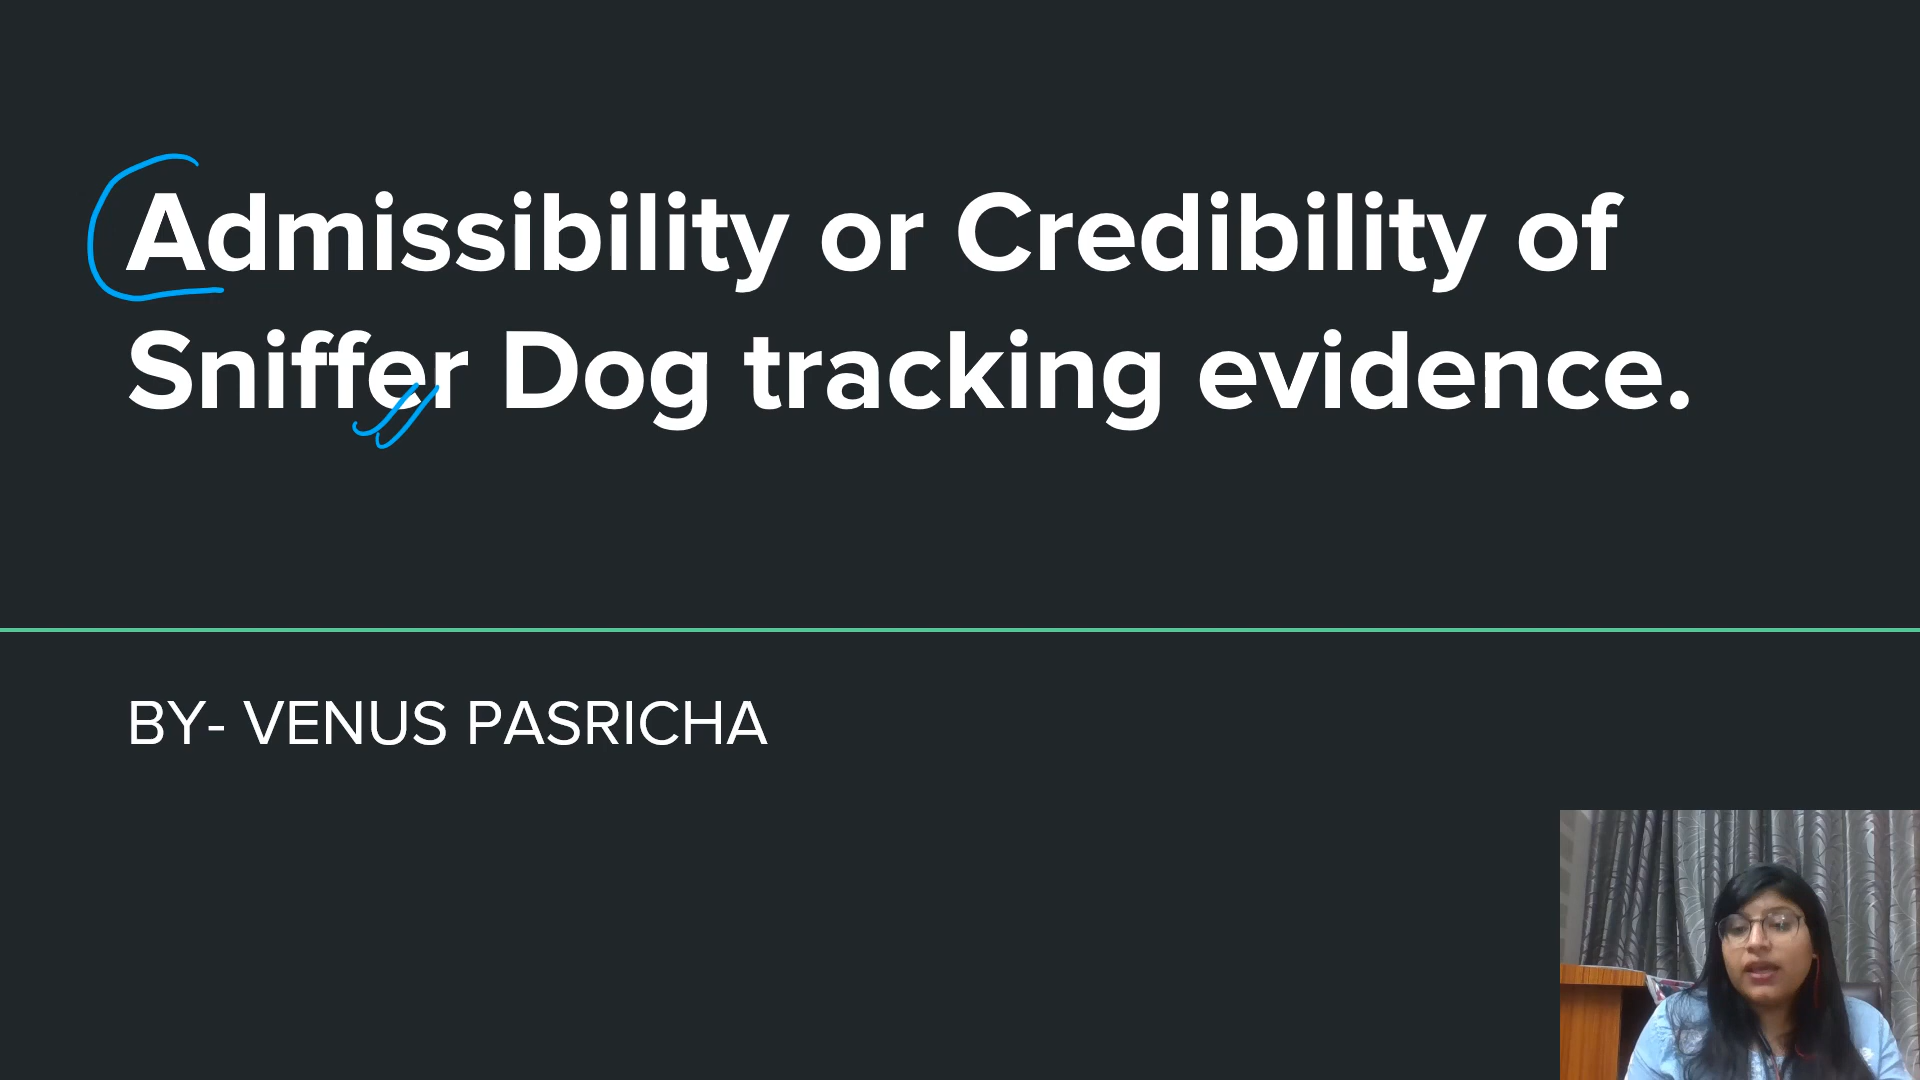 Admissibility or Credibility of
Sniffer Dog tracking evidence.
BY- VENUS PASRICHA